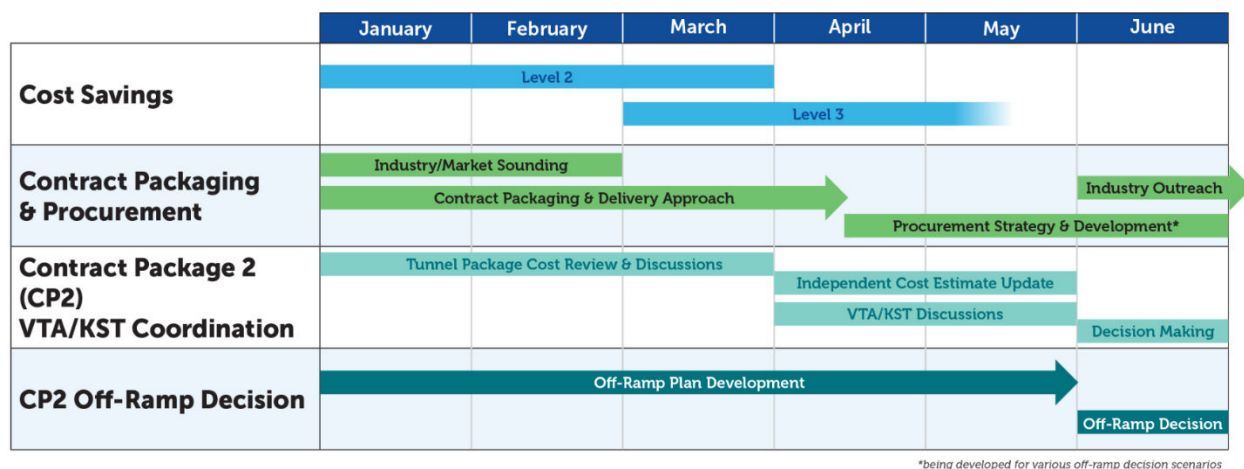 January February March April May June
Cost Savings
Level 2
Level 3
Contract Packaging
& Procurement
Industry/Market Sounding
Contract Packaging & Delivery Approach
Industry Outreach
Procurement Strategy & Development*
Contract Package 2
(CP2)
VTA/KST Coordination
Tunnel Package Cost Review & Discussions
Independent Cost Estimate Update
VTA/KST Discussions
Decision Making
CP2 Off-Ramp Decision
Off-Ramp Plan Development
Off-Ramp Decision
*being developed for various off-ramp decision scenarios